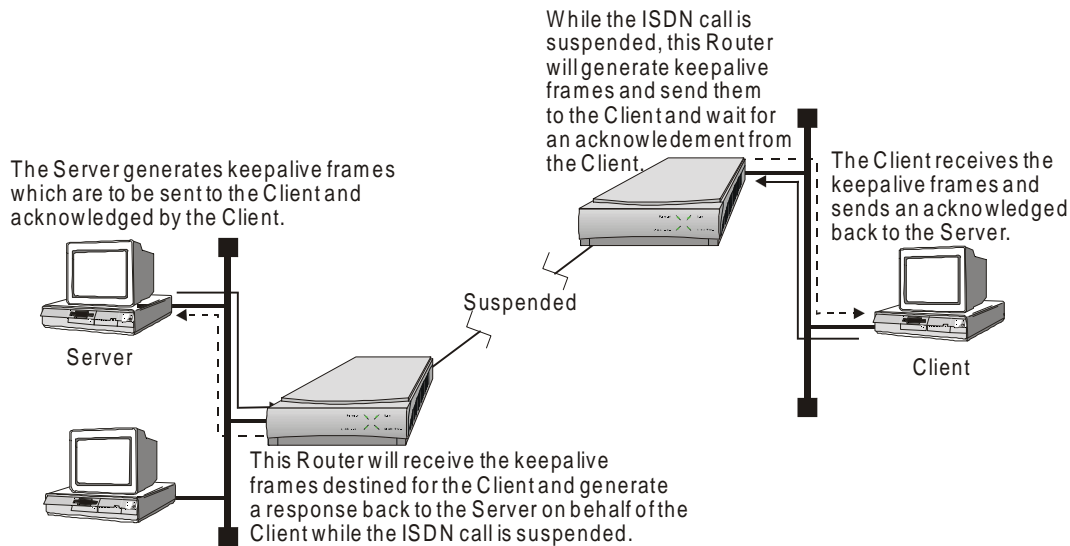 While the ISDN call is
suspended, this Router
will generate keepalive
frames and send them
to the Client and wait for
an acknowledement from
the Client.
The Server generates keepalive frames
which are to be sent to the Client and
acknowledged by the Client.
The Client receives the
keepalive frames and
sends an acknowledged
back to the Server.
Suspended
Server
Client
This Router will receive the keepalive
frames destined for the Client and generate
a response back to the Server on behalf of the
Client while the ISDN call is suspended.